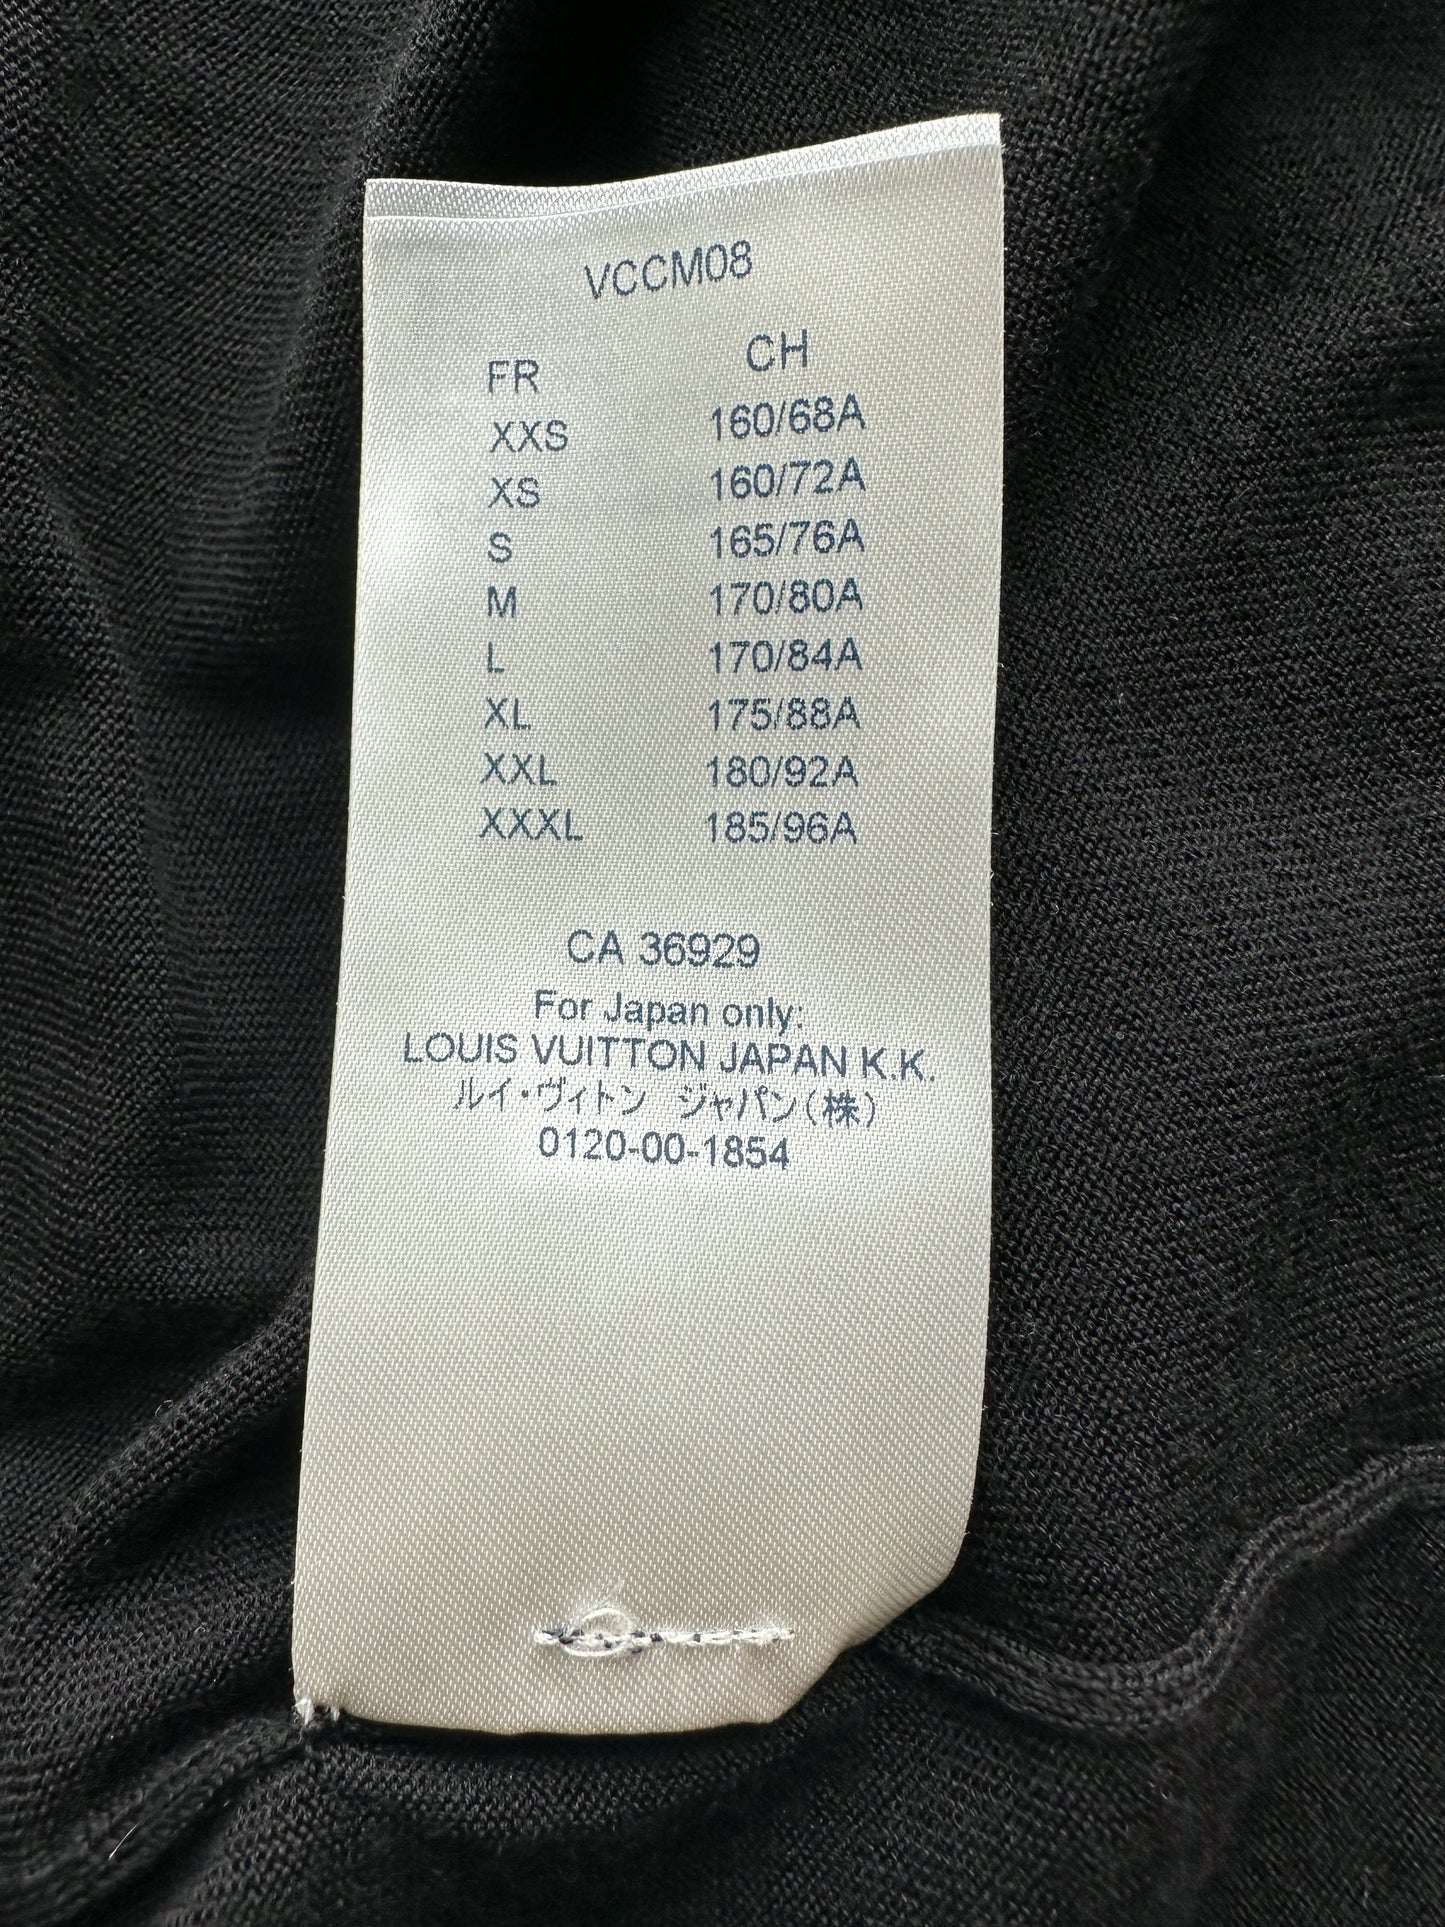 VCCM08
FR CH
XXS 160/68A
XS 160/72A
S 165/76A
M 170/80A
L 170/84A
XL 175/88A
XXL 180/92A
XXXL 185/96A
CA 36929
For Japan only:
LOUIS VUITTON JAPAN K.K.
ルイ・ヴィトン ジャパン(株)
0120-00-1854